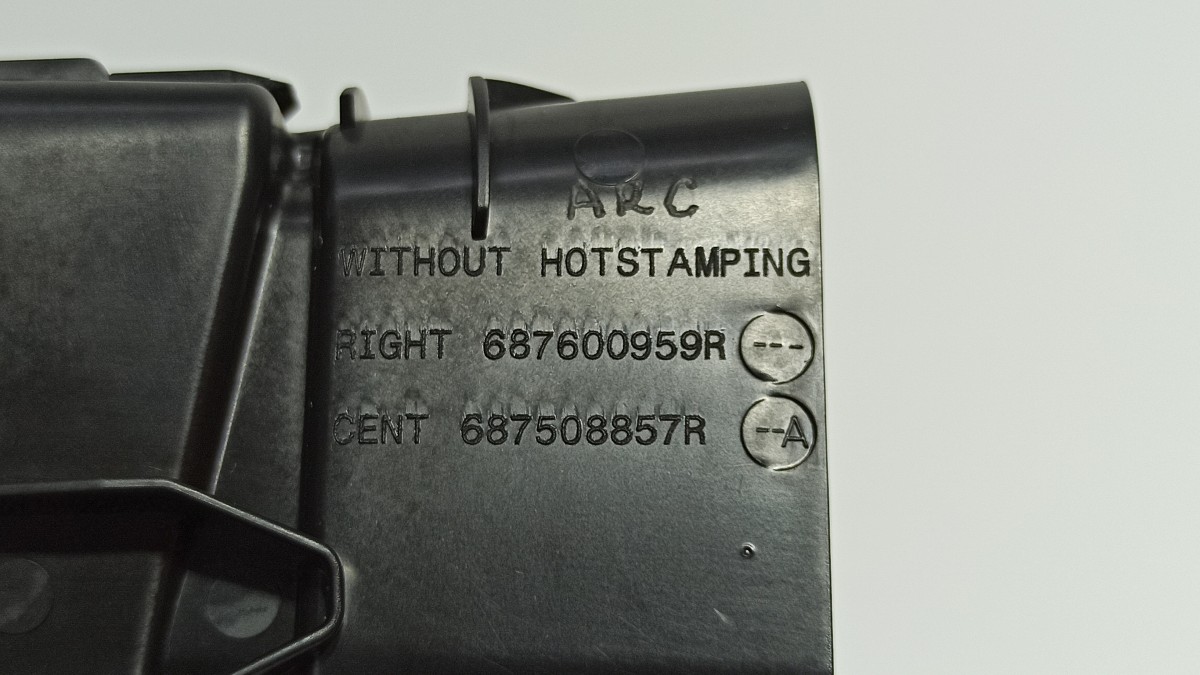 ARC
WITHOUT HOTSTAMPING
RIGHT 687600959R ---
CENT 687508857R --A